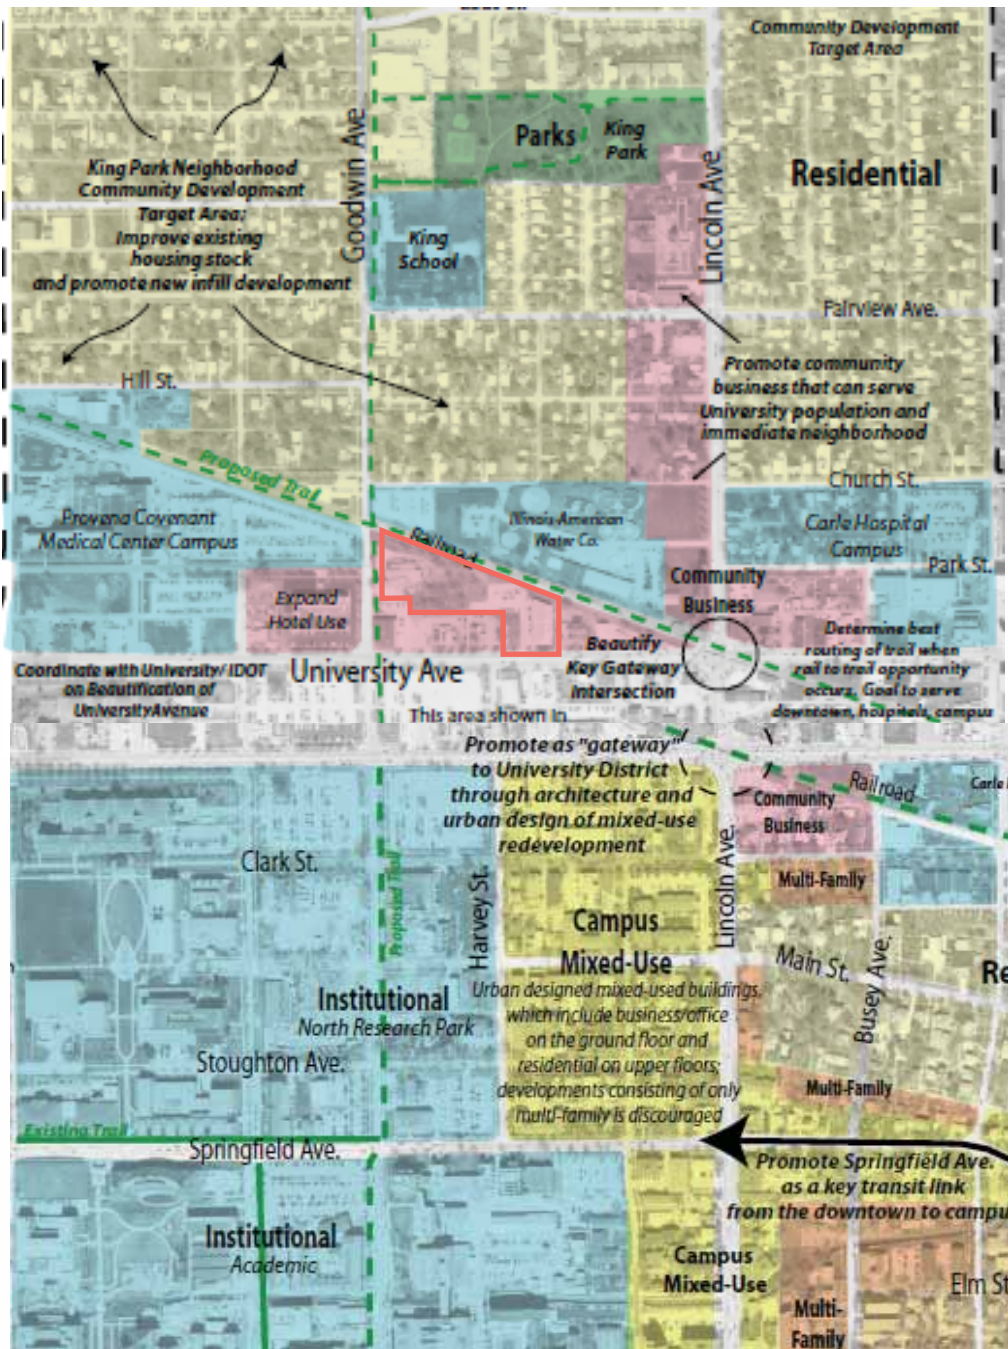 Community Development
Target Area
Goodwin Ave
Parks
King
Park
Lincoln Ave
Residential
King Park Neighborhood
Community Development
Target Area:
Improve existing
housing stock
and promote new infill development
King
School
Fairview Ave.
Promote community
business that can serve
University population and
immediate neighborhood
Hill St.
Proposed Trail
Church St.
Provena Covenant
Medical Center Campus
Railroad
Illinois-American
Water Co.
Carle Hospital
Campus
Park St.
Community
Business
Expand
Hotel Use
Beautify
Key Gateway
Intersection
Determine best
routing of trail when
rail to trail opportunity
occurs. Goal to serve
downtown, hospitals, campus
Coordinate with University/IDOT
on Beautification of
University Avenue
University Ave
This area shown in
Promote as "gateway"
to University District
through architecture and
urban design of mixed-use
redevelopment
Railroad
Carle
Community
Business
Clark St.
Proposed Trail
Harvey St.
Lincoln Ave.
Multi-Family
Campus
Mixed-Use
Main St.
Busey Ave.
Re
Urban designed mixed-used buildings,
which include business/office
on the ground floor and
residential on upper floors;
developments consisting of only
multi-family is discouraged
Institutional
North Research Park
Stoughton Ave.
Multi-Family
Existing Trail
Springfield Ave.
Promote Springfield Ave.
as a key transit link
from the downtown to campu
Institutional
Academic
Campus
Mixed-Use
Elm St
Multi-
Family